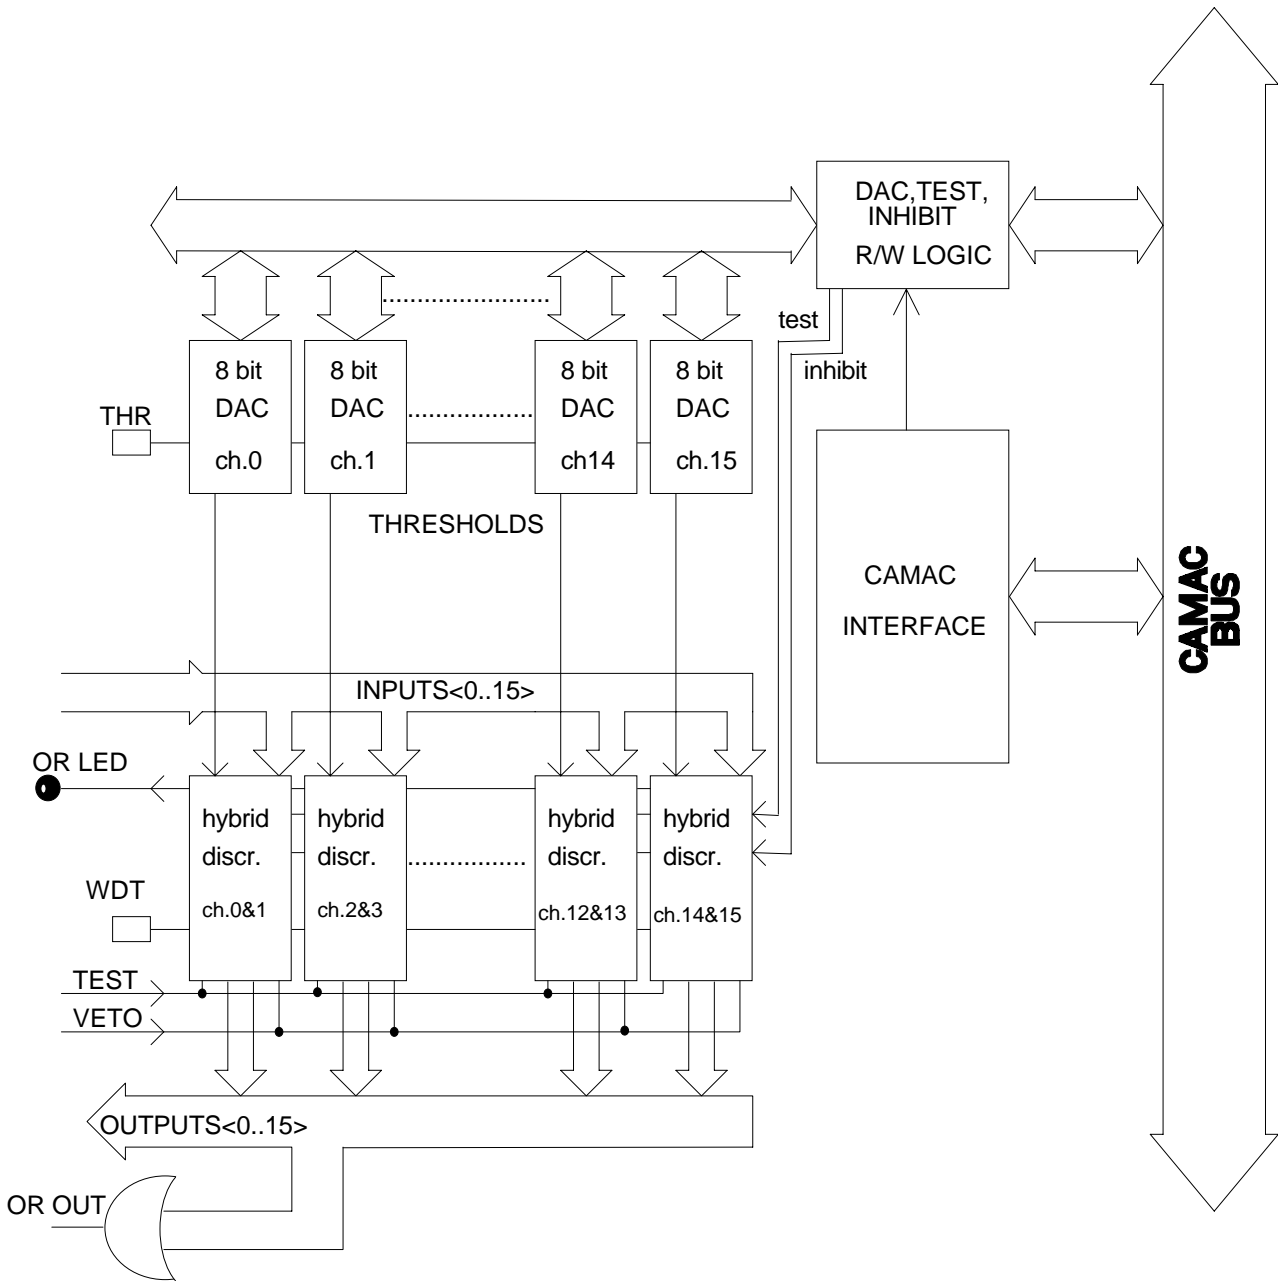 DAC,TEST,
INHIBIT
R/W LOGIC
test
inhibit
8 bit
DAC
ch.0
8 bit
DAC
ch.1
8 bit
DAC
ch14
8 bit
DAC
ch.15
THR
THRESHOLDS
CAMAC
INTERFACE
CAMAC
BUS
INPUTS<0..15>
OR LED
hybrid
discr.
ch.0&1
hybrid
discr.
ch.2&3
hybrid
discr.
ch.12&13
hybrid
discr.
ch.14&15
WDT
TEST
VETO
OUTPUTS<0..15>
OR OUT